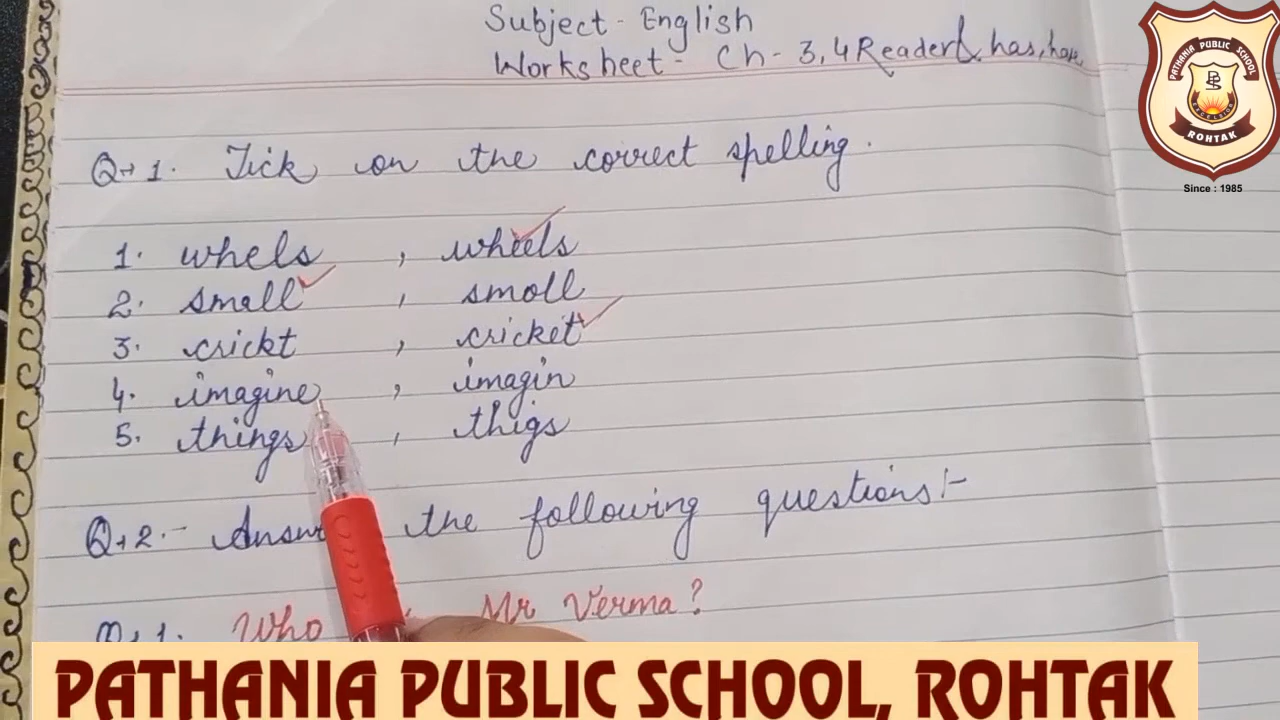 Subject - English
Worksheet - Ch - 3, 4 Reader & has, have
Q+1. Tick on the correct spelling.
1. whels , wheels
2. small , smoll
3. crickt , cricket
4. imagine , imagin
5. things , thigs
Q+2.- Answ the following questions:-
Q+1. Who Mr Verma?
PATHANIA PUBLIC SCHOOL
EXCELSIOR
ROHTAK
Since : 1985
PATHANIA PUBLIC SCHOOL, ROHTAK